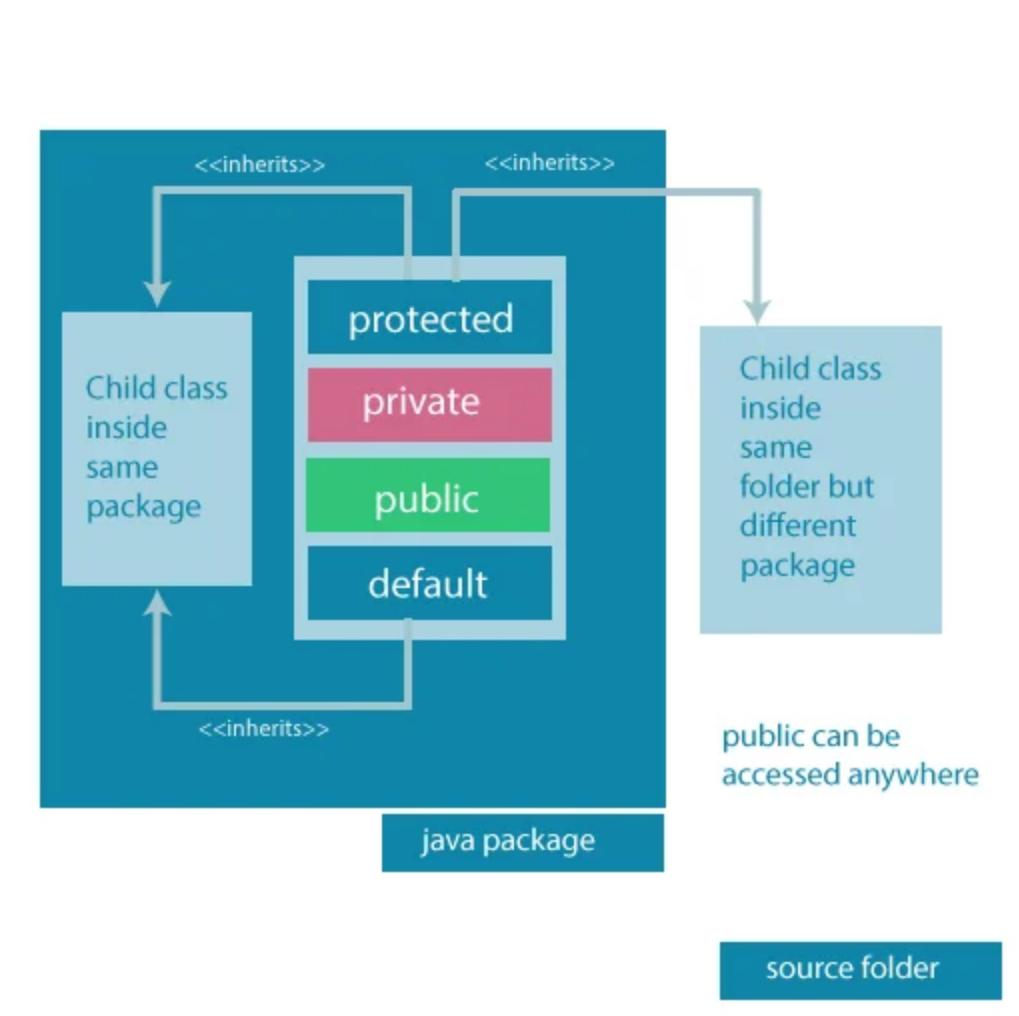 <<inherits>>
<<inherits>>
protected
private
public
default
Child class
inside
same
package
Child class
inside
same
folder but
different
package
<<inherits>>
public can be
accessed anywhere
java package
source folder